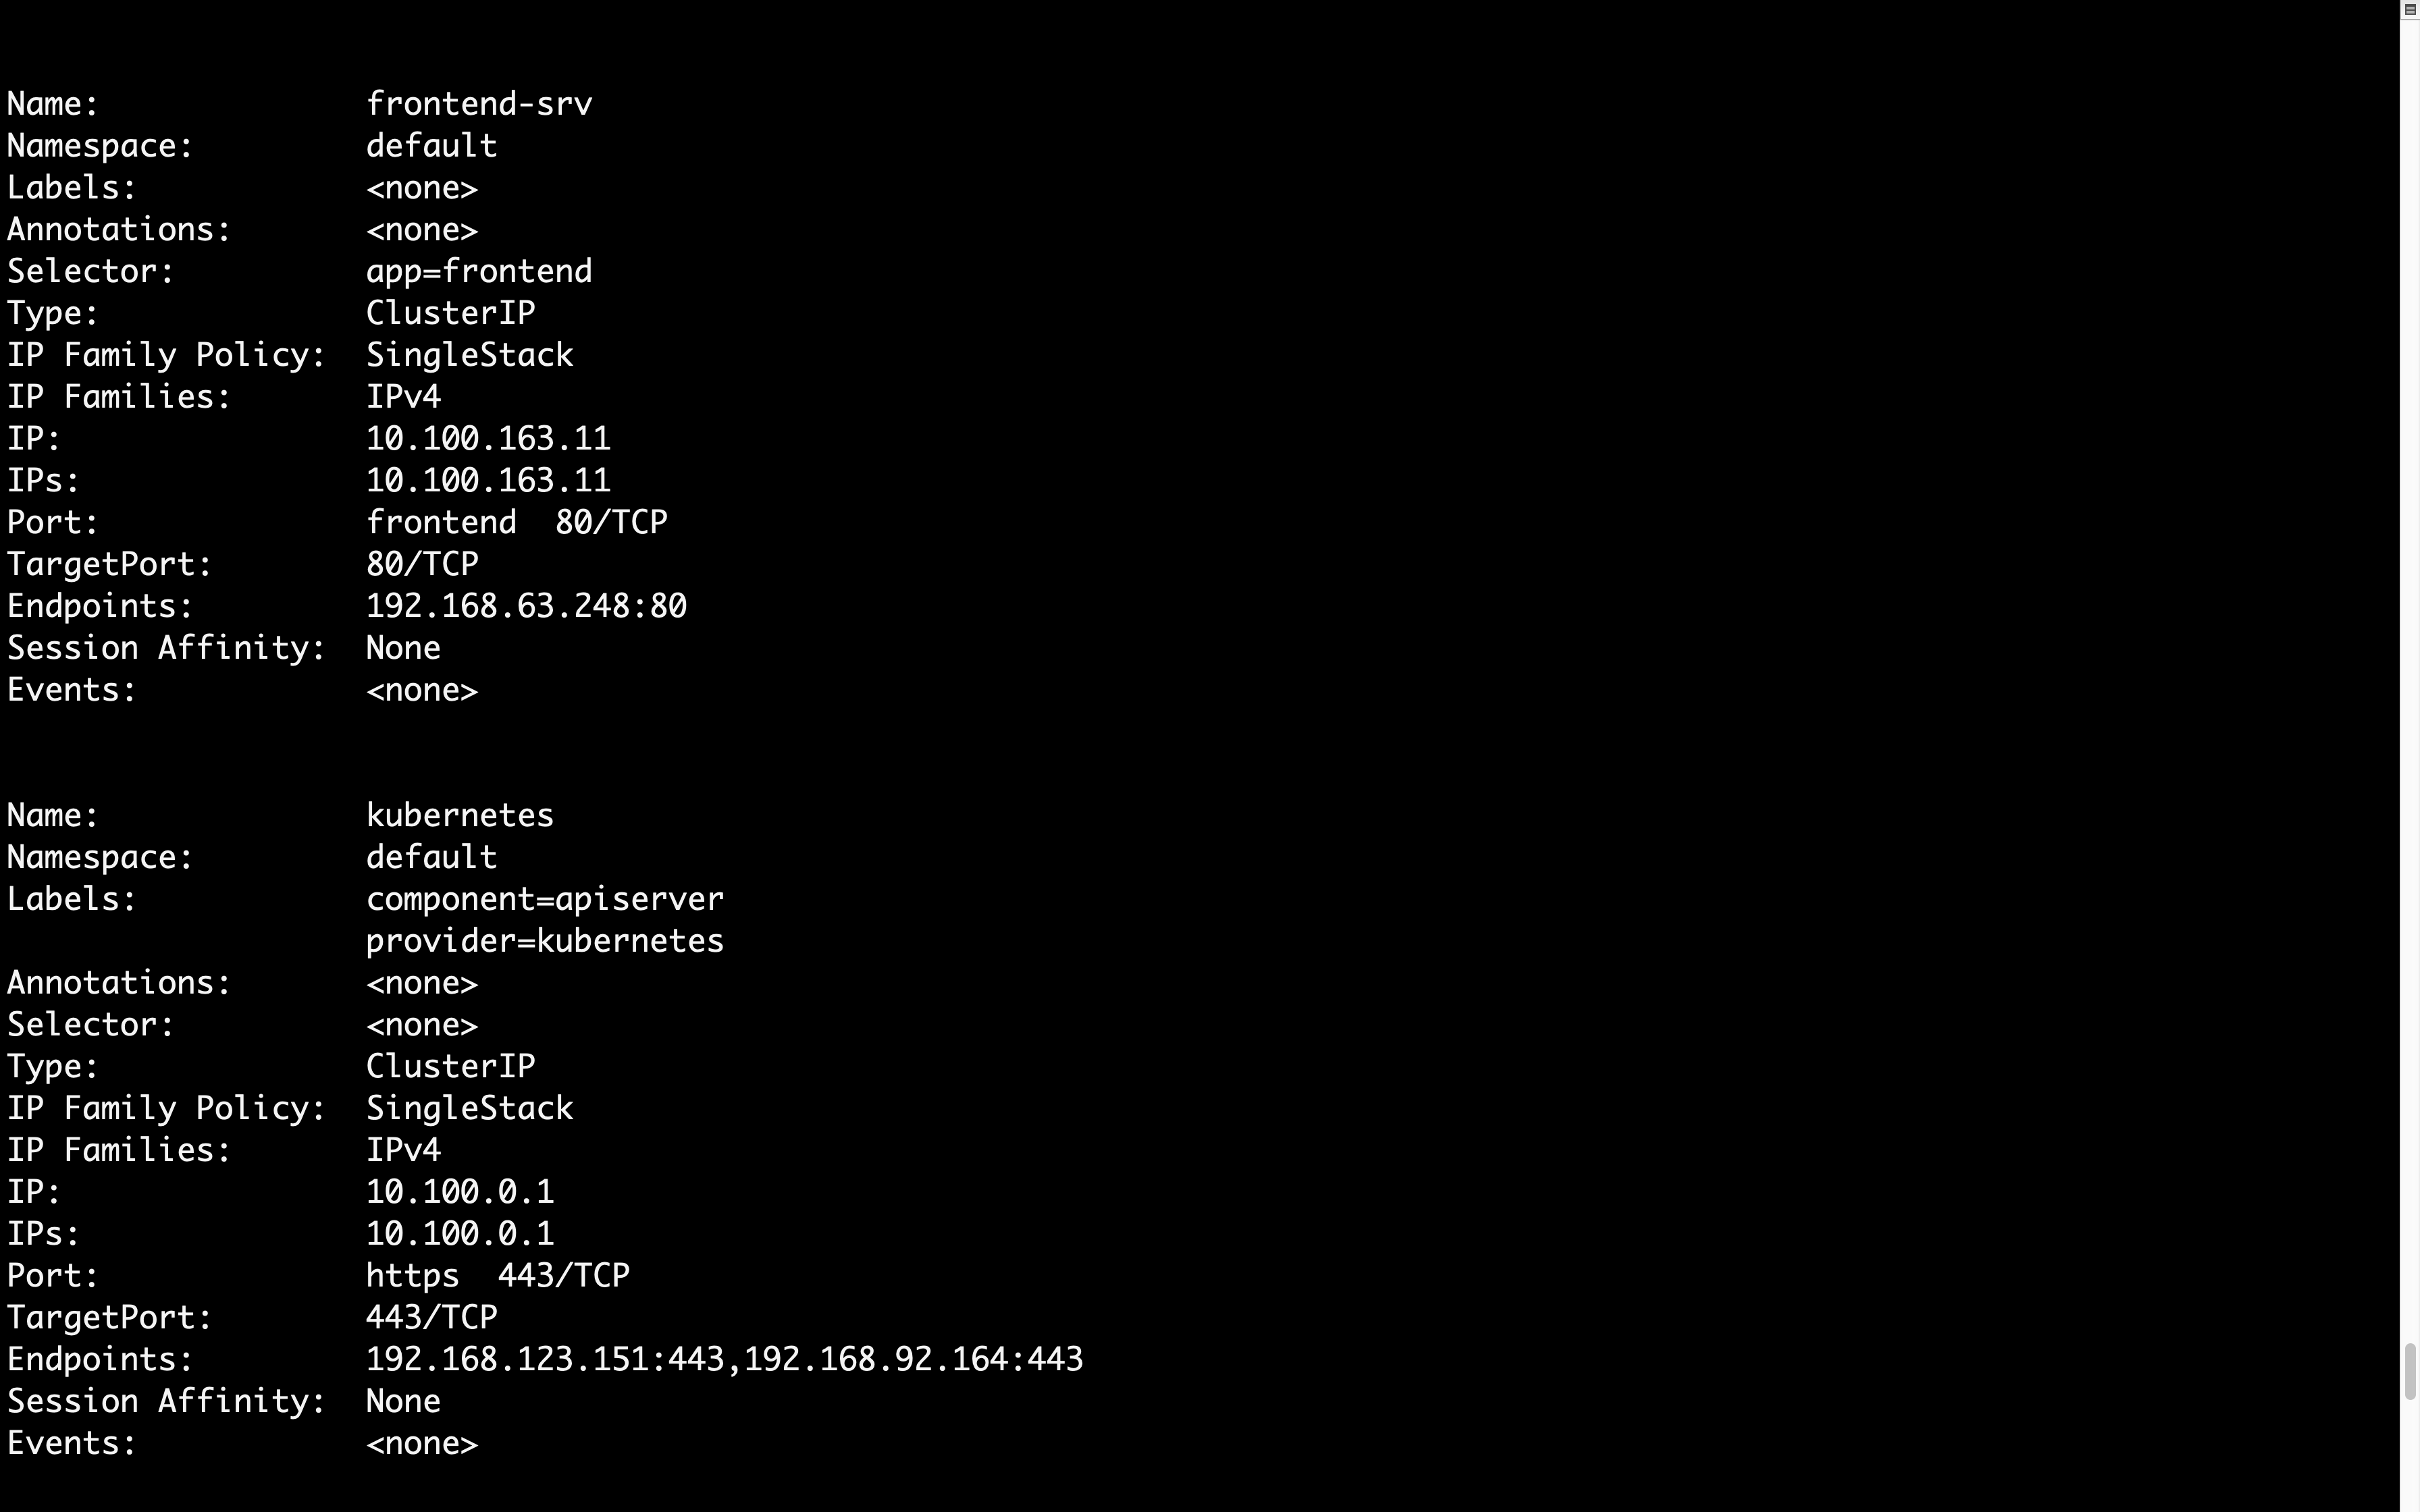 Name:              frontend-srv
Namespace:         default
Labels:            <none>
Annotations:       <none>
Selector:          app=frontend
Type:              ClusterIP
IP Family Policy:  SingleStack
IP Families:       IPv4
IP:                10.100.163.11
IPs:               10.100.163.11
Port:              frontend  80/TCP
TargetPort:        80/TCP
Endpoints:         192.168.63.248:80
Session Affinity:  None
Events:            <none>
Name:              kubernetes
Namespace:         default
Labels:            component=apiserver
                   provider=kubernetes
Annotations:       <none>
Selector:          <none>
Type:              ClusterIP
IP Family Policy:  SingleStack
IP Families:       IPv4
IP:                10.100.0.1
IPs:               10.100.0.1
Port:              https  443/TCP
TargetPort:        443/TCP
Endpoints:         192.168.123.151:443,192.168.92.164:443
Session Affinity:  None
Events:            <none>